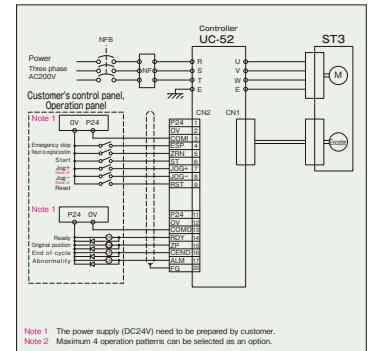 Controller
NFB
UC-52
ST3
i
Power
Three phase
AC200V
NF
R
S
T
E
U
V
W
E
M
Customer's control panel,
Operation panel
CN2
CN1
Note 1
0V P24
P24 1
0V 2
COMI 3
Emergency stop ESP 4
Return to original position ZRN 5
Start ST 6
Jog+ JOG+ 7
(Note 2)
Jog− JOG− 8
(Note 2)
Reset RST 9
Encoder
Note 1
P24 0V
P24 11
0V 12
COMO 13
Ready RDY 14
Original position ZP 15
End of cycle CEND 16
Abnormality ALM 17
FG 20
Note 1 The power supply (DC24V) need to be prepared by customer.
Note 2 Maximum 4 operation patterns can be selected as an option.